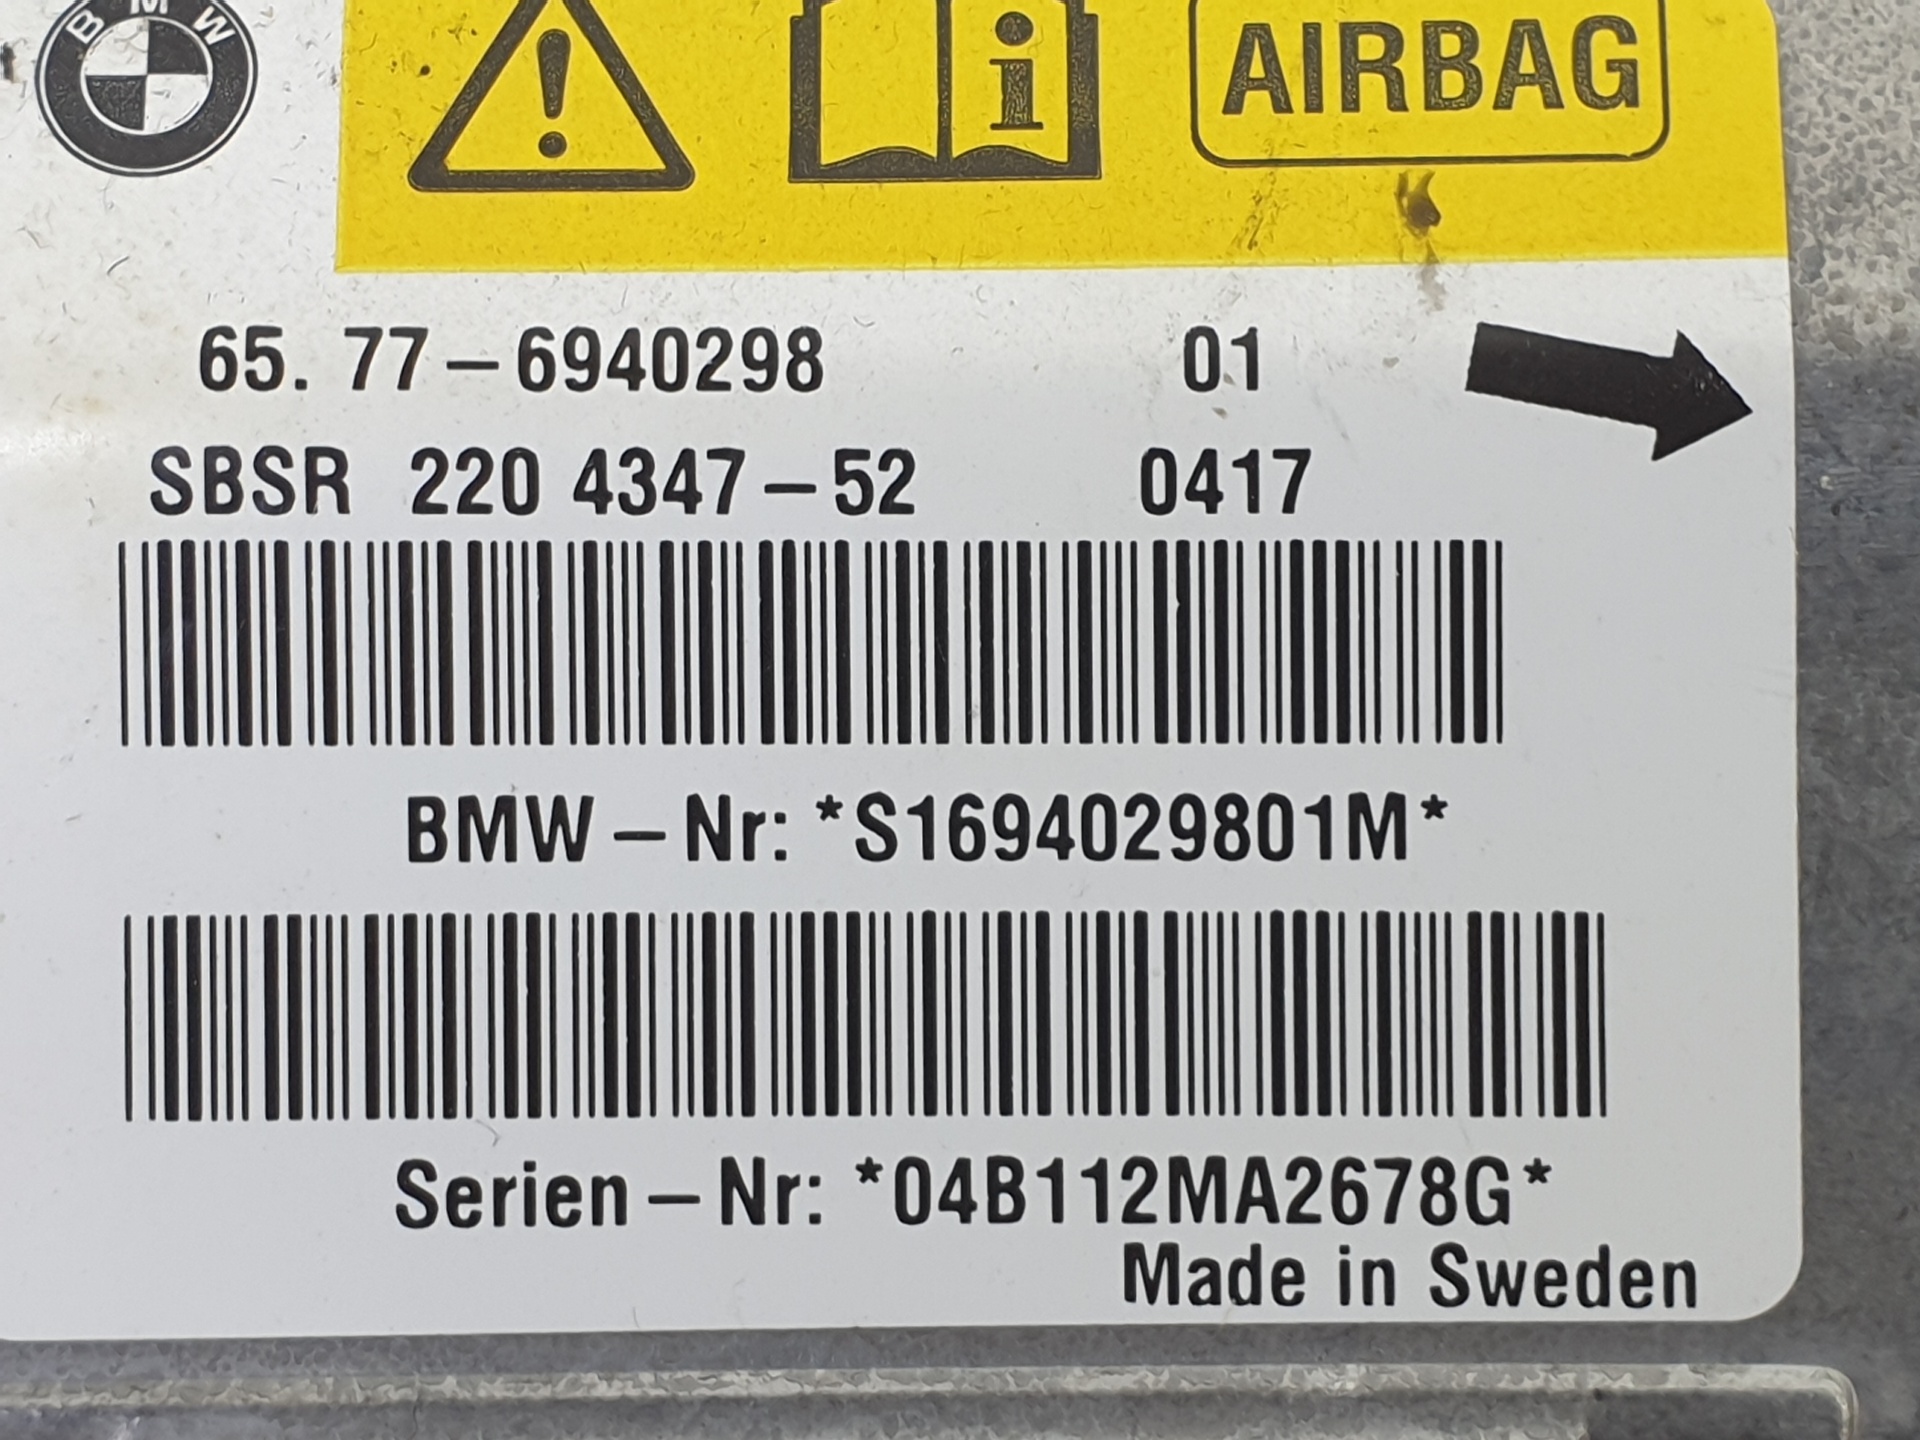 BMW
i AIRBAG
65. 77-6940298 01
SBSR 220 4347-52 0417
BMW-Nr: *S1694029801M*
Serien-Nr: *04B112MA2678G*
Made in Sweden